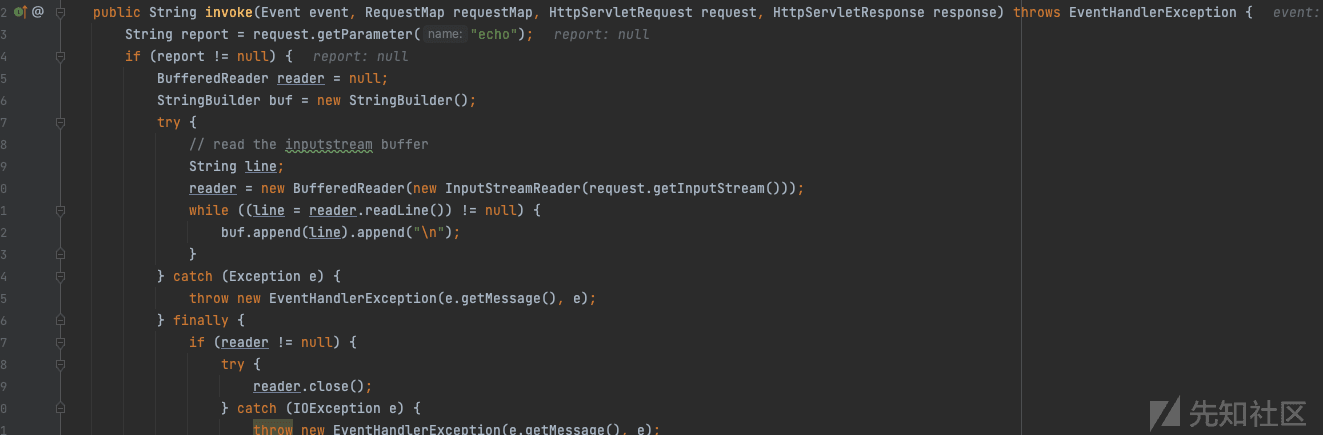 2 @ public String invoke(Event event, RequestMap requestMap, HttpServletRequest request, HttpServletResponse response) throws EventHandlerException { event:
3 String report = request.getParameter( name: "echo"); report: null
4 if (report != null) { report: null
5 BufferedReader reader = null;
6 StringBuilder buf = new StringBuilder();
7 try {
8 // read the inputstream buffer
9 String line;
0 reader = new BufferedReader(new InputStreamReader(request.getInputStream()));
1 while ((line = reader.readLine()) != null) {
2 buf.append(line).append("\n");
3 }
4 } catch (Exception e) {
5 throw new EventHandlerException(e.getMessage(), e);
6 } finally {
7 if (reader != null) {
8 try {
9 reader.close();
0 } catch (IOException e) {
1 throw new EventHandlerException(e.getMessage(), e);
先知社区